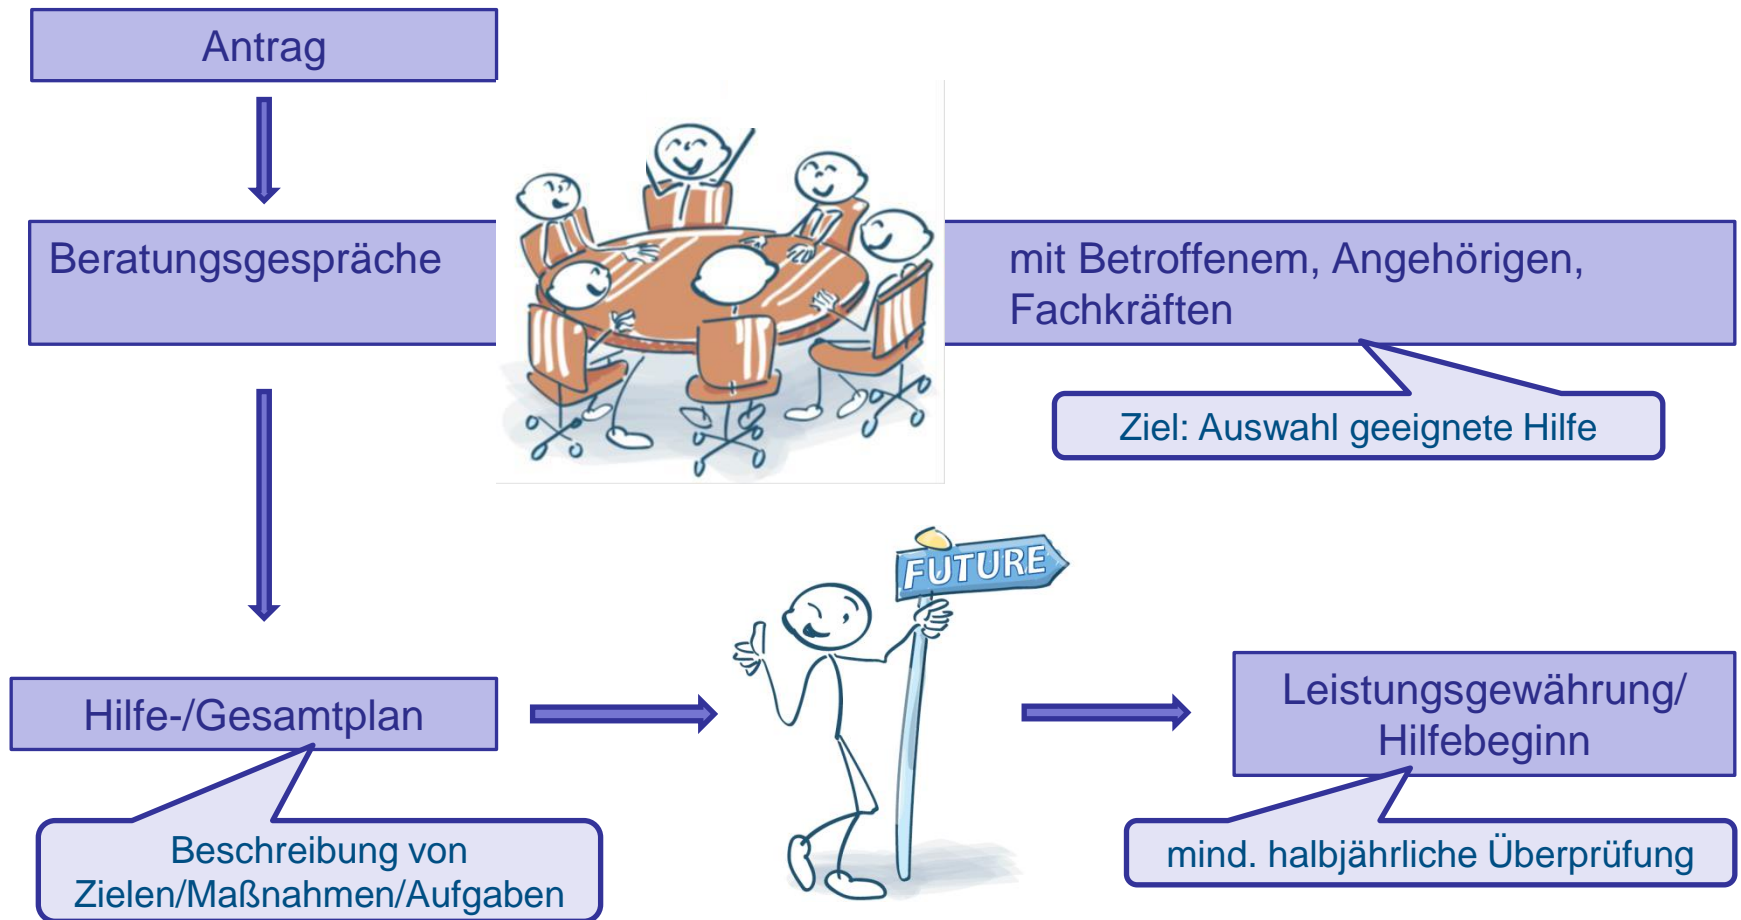 Antrag
Beratungsgespräche
mit Betroffenem, Angehörigen,
Fachkräften
Ziel: Auswahl geeignete Hilfe
FUTURE
Hilfe-/Gesamtplan
Leistungsgewährung/
Hilfebeginn
Beschreibung von
Zielen/Maßnahmen/Aufgaben
mind. halbjährliche Überprüfung